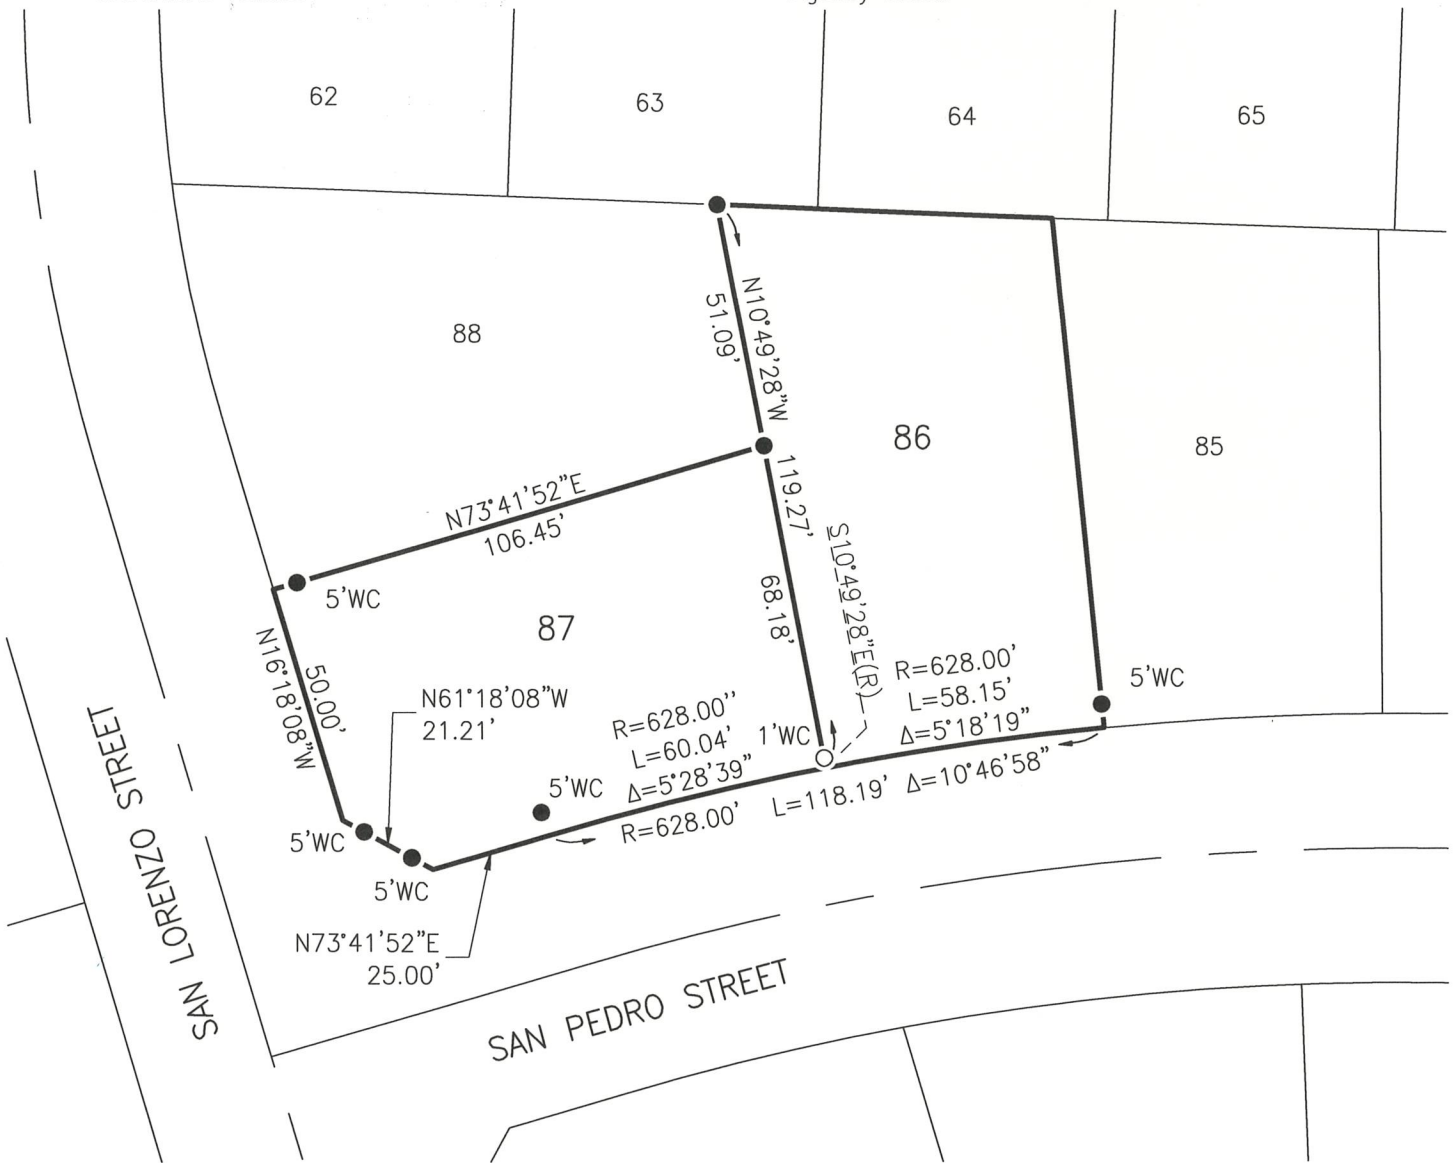 62
63
64
65
88
N10°49'28"W
51.09'
86
85
N73°41'52"E
106.45'
119.27'
S10°49'28"E(R)
5'WC
87
68.18'
N16°18'08"W
50.00'
N61°18'08"W
21.21'
R=628.00''
L=60.04'
Δ=5°28'39"
1'WC
R=628.00'
L=58.15'
Δ=5°18'19"
5'WC
5'WC
R=628.00' L=118.19' Δ=10°46'58"
5'WC
5'WC
N73°41'52"E
25.00'
SAN LORENZO STREET
SAN PEDRO STREET